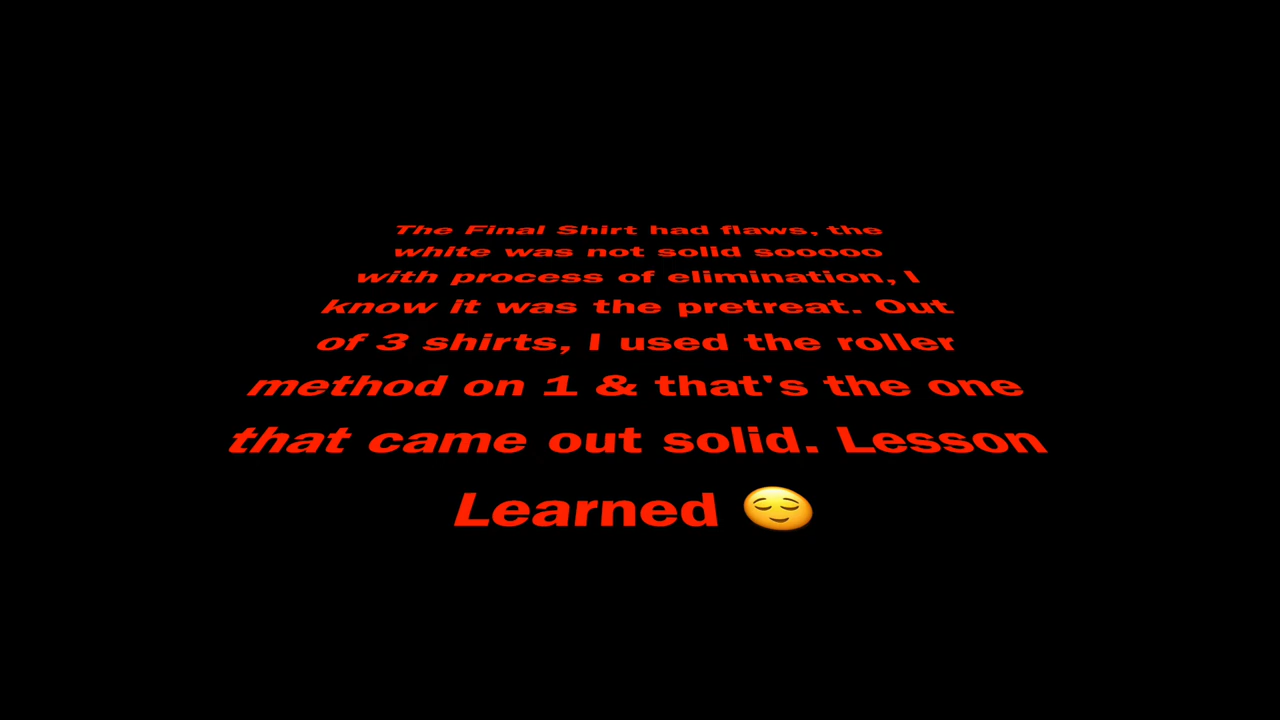 The Final Shirt had flaws, the
white was not solid sooooo
with process of elimination, I
know it was the pretreat. Out
of 3 shirts, I used the roller
method on 1 & that's the one
that came out solid. Lesson
Learned 😌